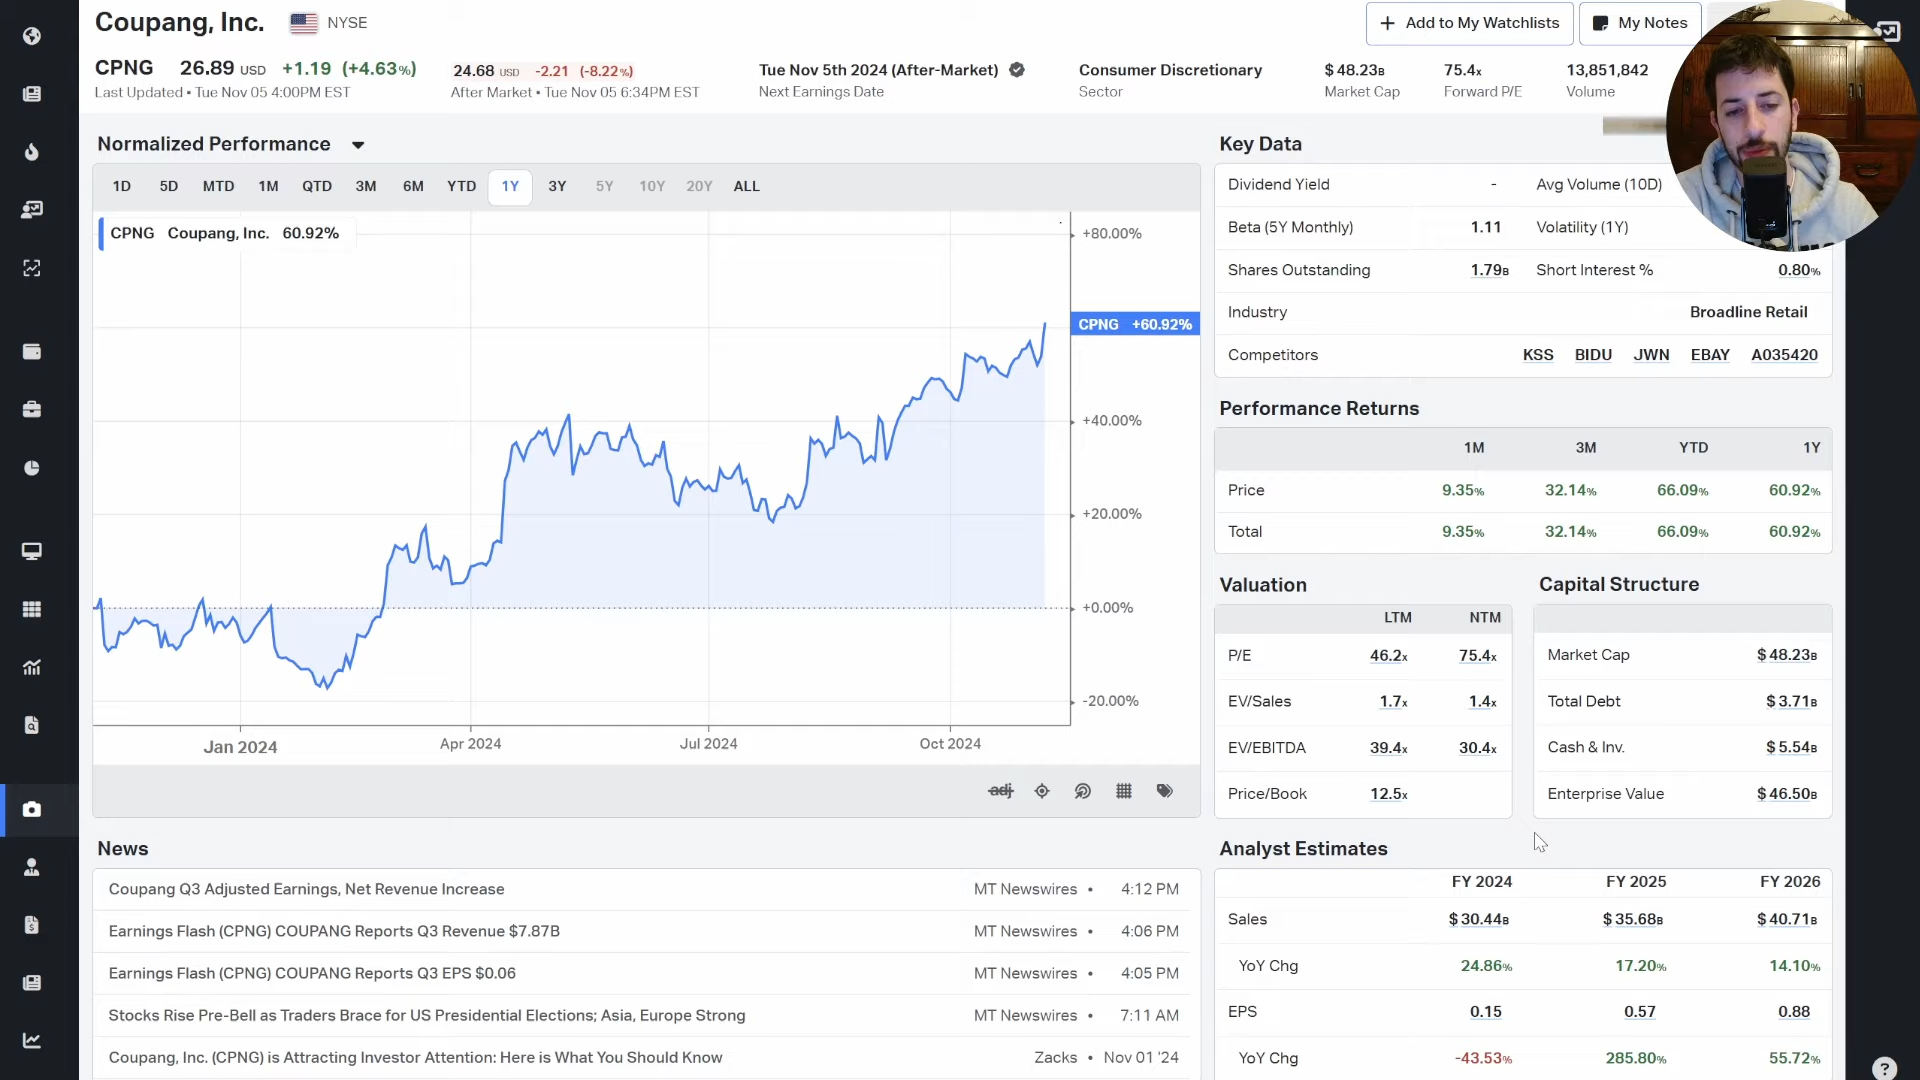 Coupang, Inc. NYSE
+ Add to My Watchlists My Notes
CPNG 26.89 USD +1.19 (+4.63%) 24.68 USD -2.21 (-8.22%) Tue Nov 5th 2024 (After-Market) Consumer Discretionary $48.23B 75.4x 13,851,842
Last Updated • Tue Nov 05 4:00PM EST After Market • Tue Nov 05 6:34PM EST Next Earnings Date Sector Market Cap Forward P/E Volume
Normalized Performance
1D 5D MTD 1M QTD 3M 6M YTD 1Y 3Y 5Y 10Y 20Y ALL
CPNG Coupang, Inc. 60.92%
+80.00%
CPNG +60.92%
+40.00%
+20.00%
+0.00%
-20.00%
Jan 2024 Apr 2024 Jul 2024 Oct 2024
adj
Key Data
Dividend Yield - Avg Volume (10D)
Beta (5Y Monthly) 1.11 Volatility (1Y)
Shares Outstanding 1.79B Short Interest % 0.80%
Industry Broadline Retail
Competitors KSS BIDU JWN EBAY A035420
Performance Returns
1M 3M YTD 1Y
Price 9.35% 32.14% 66.09% 60.92%
Total 9.35% 32.14% 66.09% 60.92%
Valuation
LTM NTM
P/E 46.2x 75.4x
EV/Sales 1.7x 1.4x
EV/EBITDA 39.4x 30.4x
Price/Book 12.5x
Capital Structure
Market Cap $48.23B
Total Debt $3.71B
Cash & Inv. $5.54B
Enterprise Value $46.50B
News
Coupang Q3 Adjusted Earnings, Net Revenue Increase MT Newswires • 4:12 PM
Earnings Flash (CPNG) COUPANG Reports Q3 Revenue $7.87B MT Newswires • 4:06 PM
Earnings Flash (CPNG) COUPANG Reports Q3 EPS $0.06 MT Newswires • 4:05 PM
Stocks Rise Pre-Bell as Traders Brace for US Presidential Elections; Asia, Europe Strong MT Newswires • 7:11 AM
Coupang, Inc. (CPNG) is Attracting Investor Attention: Here is What You Should Know Zacks • Nov 01 '24
Analyst Estimates
FY 2024 FY 2025 FY 2026
Sales $30.44B $35.68B $40.71B
YoY Chg 24.86% 17.20% 14.10%
EPS 0.15 0.57 0.88
YoY Chg -43.53% 285.80% 55.72%
?